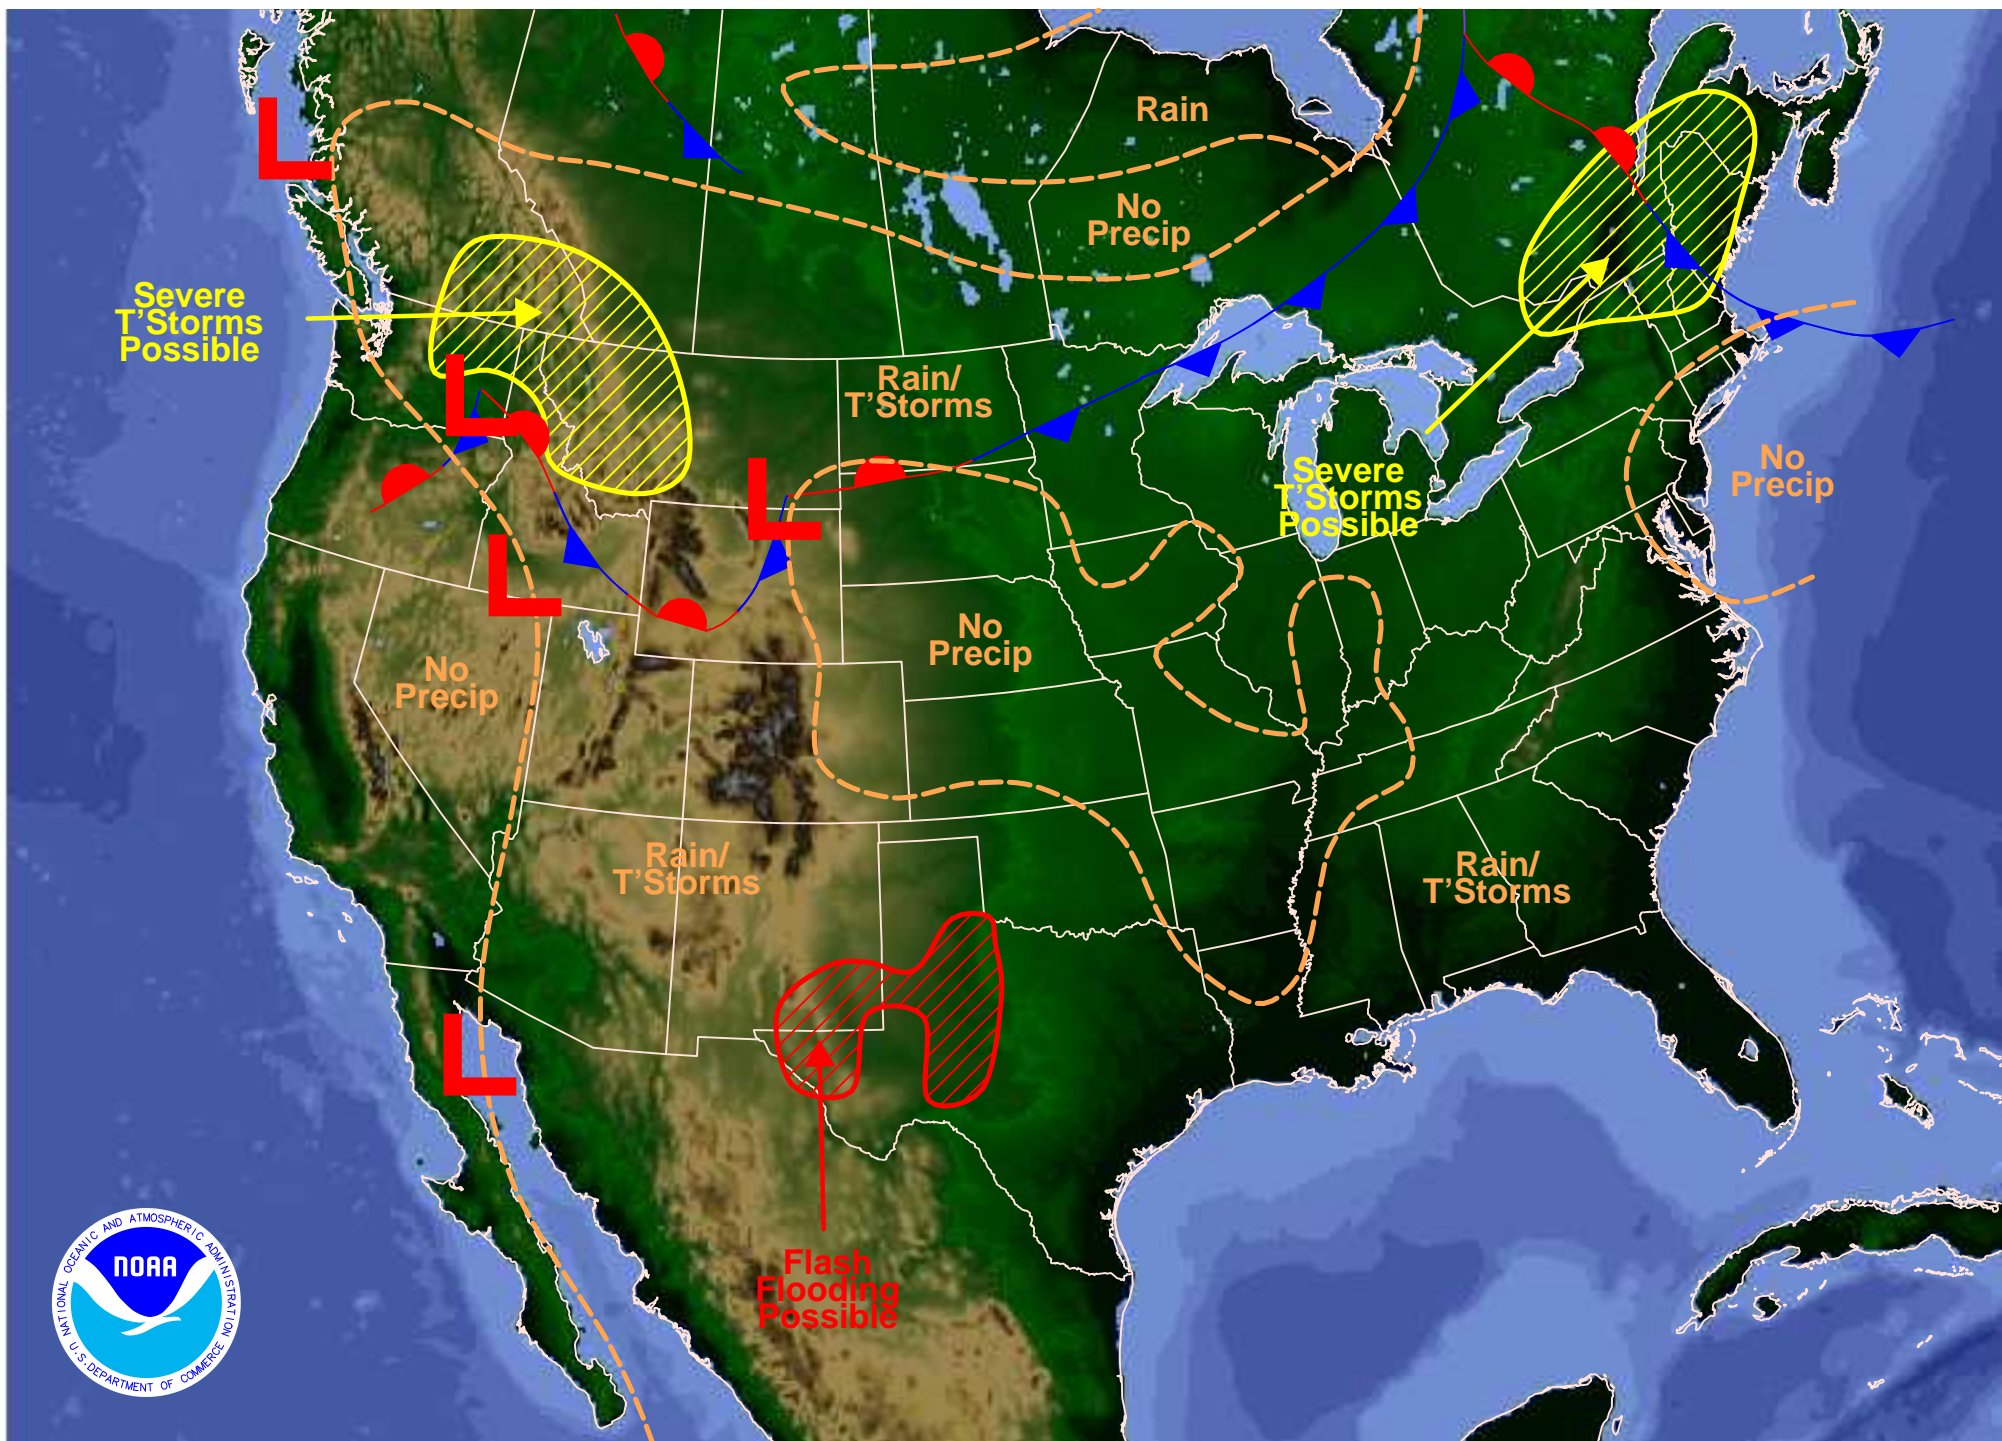 Rain
No
Precip
Severe
T'Storms
Possible
Rain/
T'Storms
Severe
T'Storms
Possible
No
Precip
No
Precip
No
Precip
Rain/
T'Storms
Rain/
T'Storms
Flash
Flooding
Possible
L
L
L
L
L
NATIONAL OCEANIC AND ATMOSPHERIC ADMINISTRATION
NOAA
U.S. DEPARTMENT OF COMMERCE